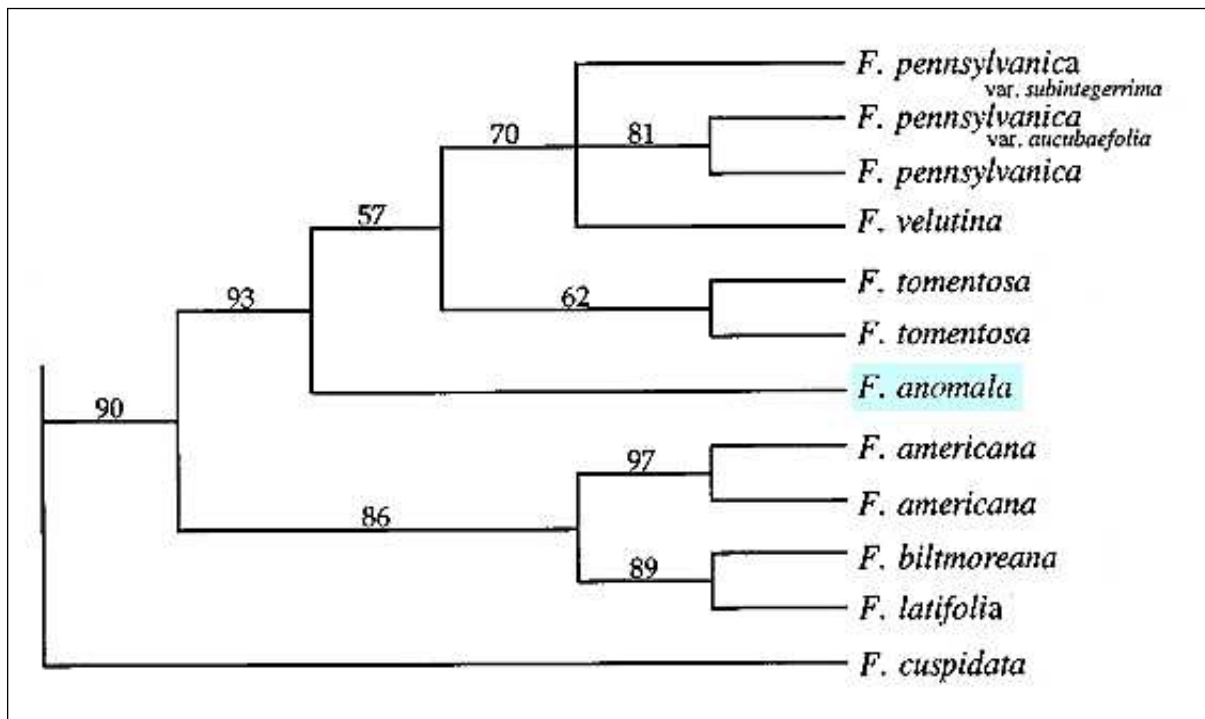 F. pennsylvanica
var. subintegerrima
70
81
F. pennsylvanica
var. aucubaefolia
F. pennsylvanica
57
F. velutina
93
62
F. tomentosa
F. tomentosa
90
F. anomala
97
F. americana
F. americana
86
89
F. biltmoreana
F. latifolia
F. cuspidata